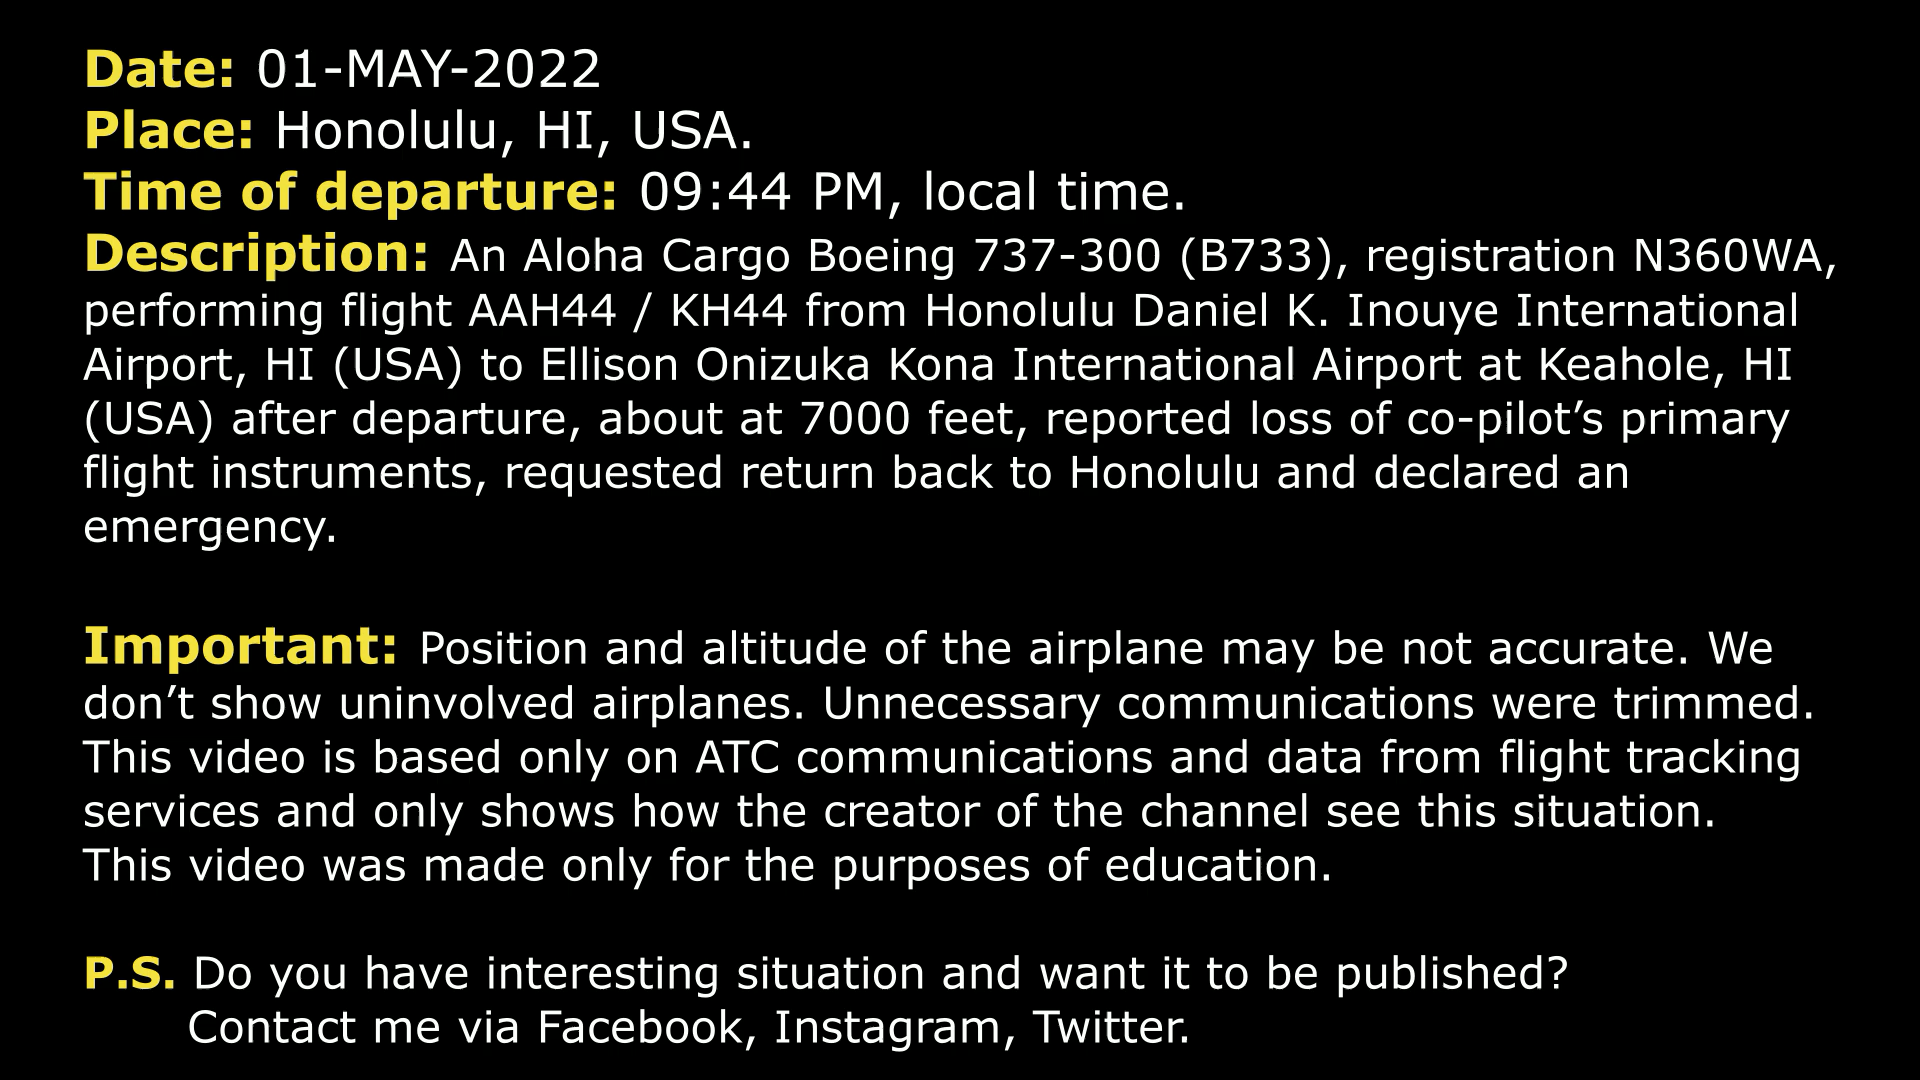 Date: 01-MAY-2022
Place: Honolulu, HI, USA.
Time of departure: 09:44 PM, local time.
Description: An Aloha Cargo Boeing 737-300 (B733), registration N360WA,
performing flight AAH44 / KH44 from Honolulu Daniel K. Inouye International
Airport, HI (USA) to Ellison Onizuka Kona International Airport at Keahole, HI
(USA) after departure, about at 7000 feet, reported loss of co-pilot’s primary
flight instruments, requested return back to Honolulu and declared an
emergency.
Important: Position and altitude of the airplane may be not accurate. We
don’t show uninvolved airplanes. Unnecessary communications were trimmed.
This video is based only on ATC communications and data from flight tracking
services and only shows how the creator of the channel see this situation.
This video was made only for the purposes of education.
P.S. Do you have interesting situation and want it to be published?
Contact me via Facebook, Instagram, Twitter.